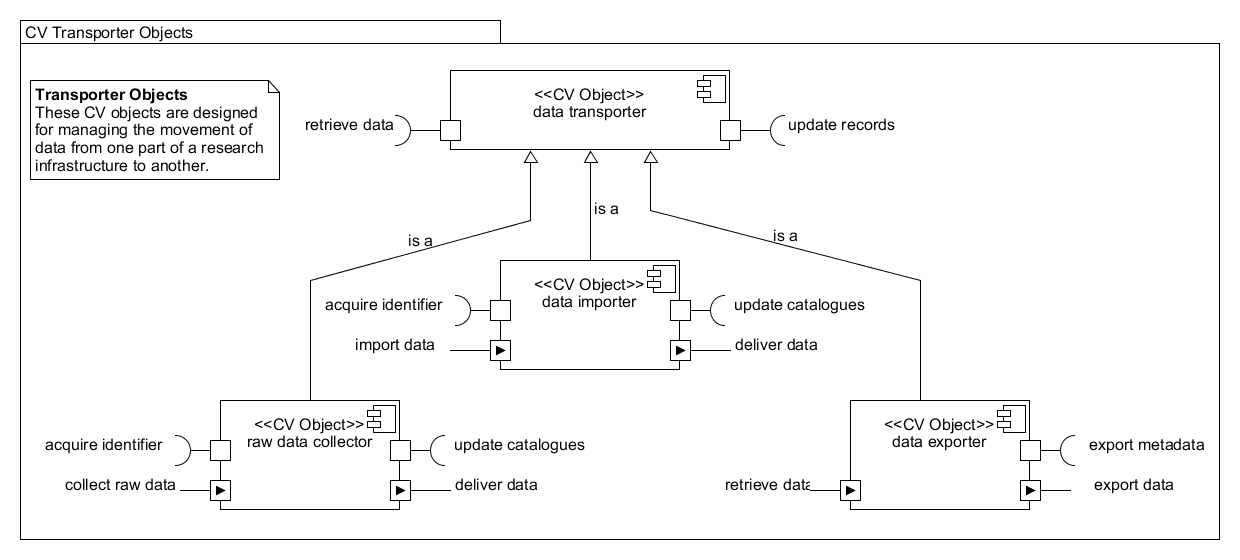 CV Transporter Objects
Transporter Objects
These CV objects are designed
for managing the movement of
data from one part of a research
infrastructure to another.
<<CV Object>>
data transporter
retrieve data
update records
is a
is a
is a
<<CV Object>>
data importer
acquire identifier
update catalogues
import data
deliver data
<<CV Object>>
raw data collector
acquire identifier
update catalogues
collect raw data
deliver data
<<CV Object>>
data exporter
export metadata
retrieve data
export data